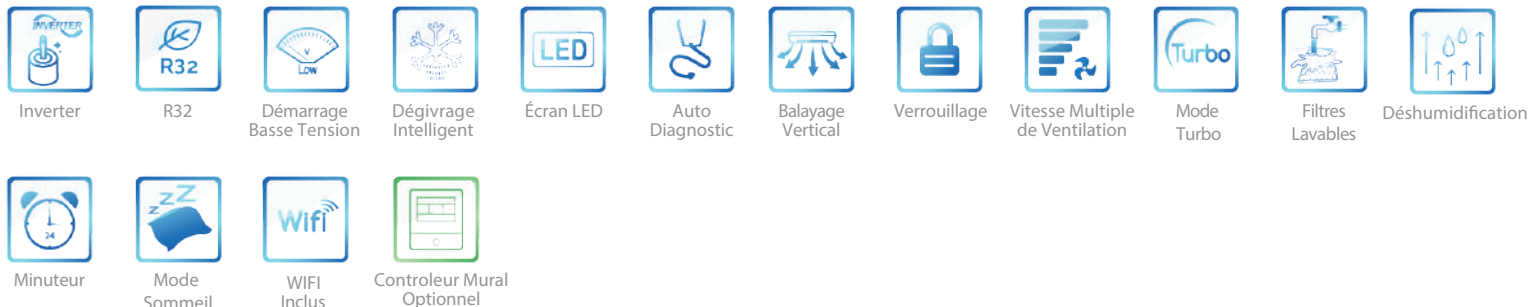 INVERTER
Inverter
R32
R32
V
Low
Démarrage
Basse Tension
Dégivrage
Intelligent
LED
Écran LED
Auto
Diagnostic
Balayage
Vertical
Verrouillage
Vitesse Multiple
de Ventilation
Turbo
Mode
Turbo
Filtres
Lavables
Déshumidification
24
Minuteur
zZZ
Mode
Sommeil
Wifi
WIFI
Inclus
Controleur Mural
Optionnel